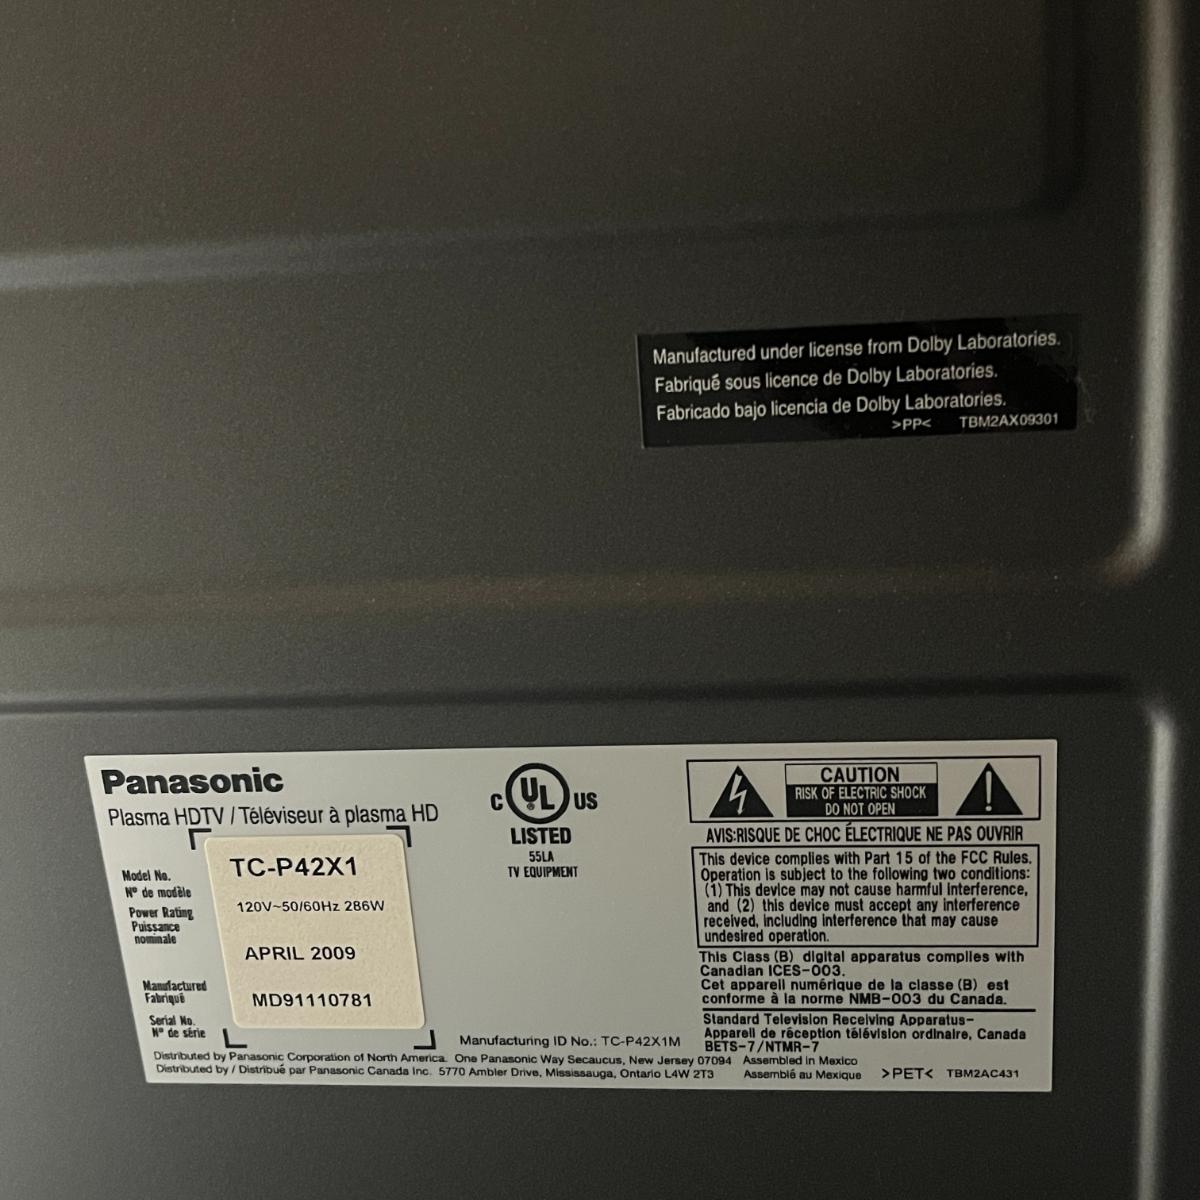 Manufactured under license from Dolby Laboratories.
Fabriqué sous licence de Dolby Laboratories.
Fabricado bajo licencia de Dolby Laboratories.
>PP< TBM2AX09301
Panasonic
Plasma HDTV / Téléviseur à plasma HD
Model No.
Nº de modèle
TC-P42X1
Power Rating
Puissance
nominale
120V~50/60Hz 286W
Manufactured
Fabriqué
APRIL 2009
Serial No.
Nº de série
MD91110781
C UL US
LISTED
55LA
TV EQUIPMENT
CAUTION
RISK OF ELECTRIC SHOCK
DO NOT OPEN
AVIS:RISQUE DE CHOC ÉLECTRIQUE NE PAS OUVRIR
This device complies with Part 15 of the FCC Rules.
Operation is subject to the following two conditions:
(1) This device may not cause harmful interference,
and (2) this device must accept any interference
received, including interference that may cause
undesired operation.
This Class (B) digital apparatus complies with
Canadian ICES-003.
Cet appareil numérique de la classe (B) est
conforme à la norme NMB-003 du Canada.
Standard Television Receiving Apparatus-
Appareil de réception télévision ordinaire, Canada
BETS-7/NTMR-7
Manufacturing ID No.: TC-P42X1M
Distributed by Panasonic Corporation of North America. One Panasonic Way Secaucus, New Jersey 07094 Assembled in Mexico
Distributed by / Distribué par Panasonic Canada Inc. 5770 Ambler Drive, Mississauga, Ontario L4W 2T3 Assemblé au Mexique >PET< TBM2AC431